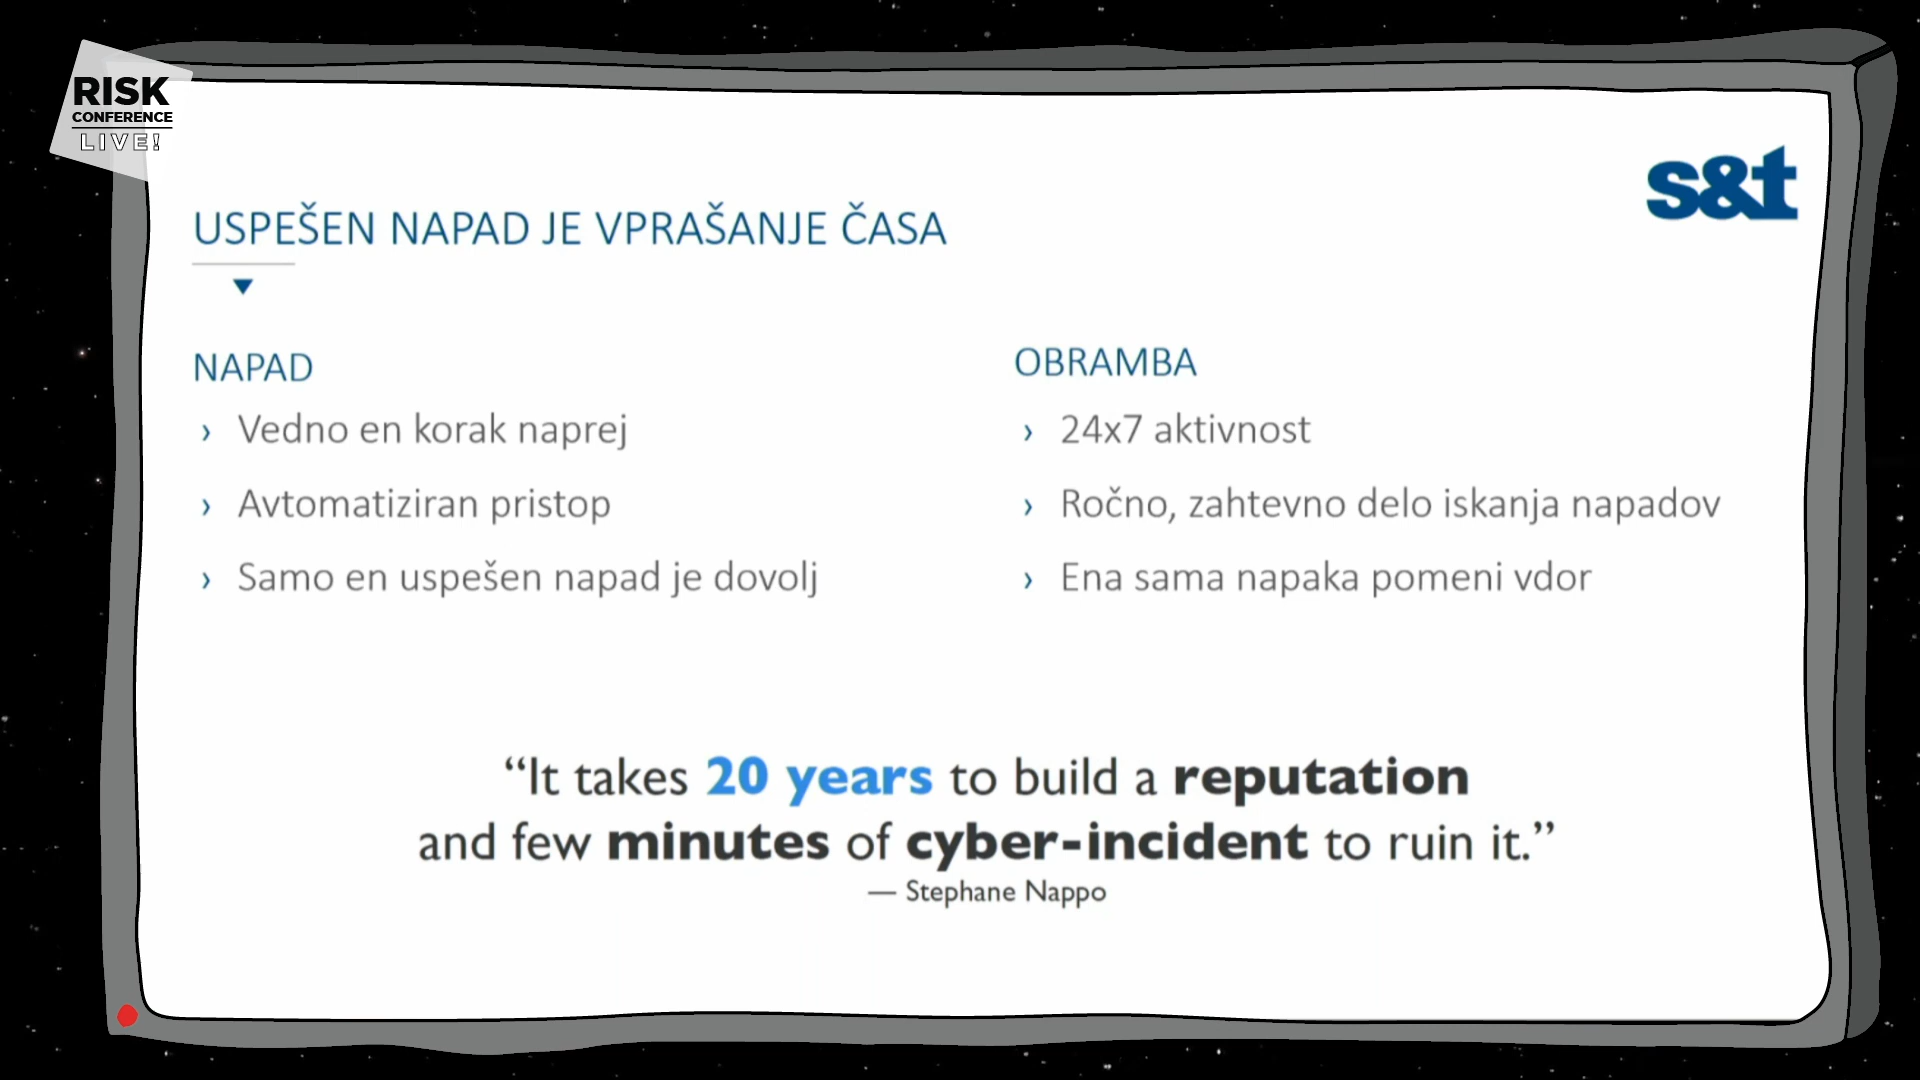 RISK
CONFERENCE
LIVE!
s&t
USPEŠEN NAPAD JE VPRAŠANJE ČASA
NAPAD
› Vedno en korak naprej
› Avtomatiziran pristop
› Samo en uspešen napad je dovolj
OBRAMBA
› 24x7 aktivnost
› Ročno, zahtevno delo iskanja napadov
› Ena sama napaka pomeni vdor
“It takes 20 years to build a reputation
and few minutes of cyber-incident to ruin it.”
— Stephane Nappo